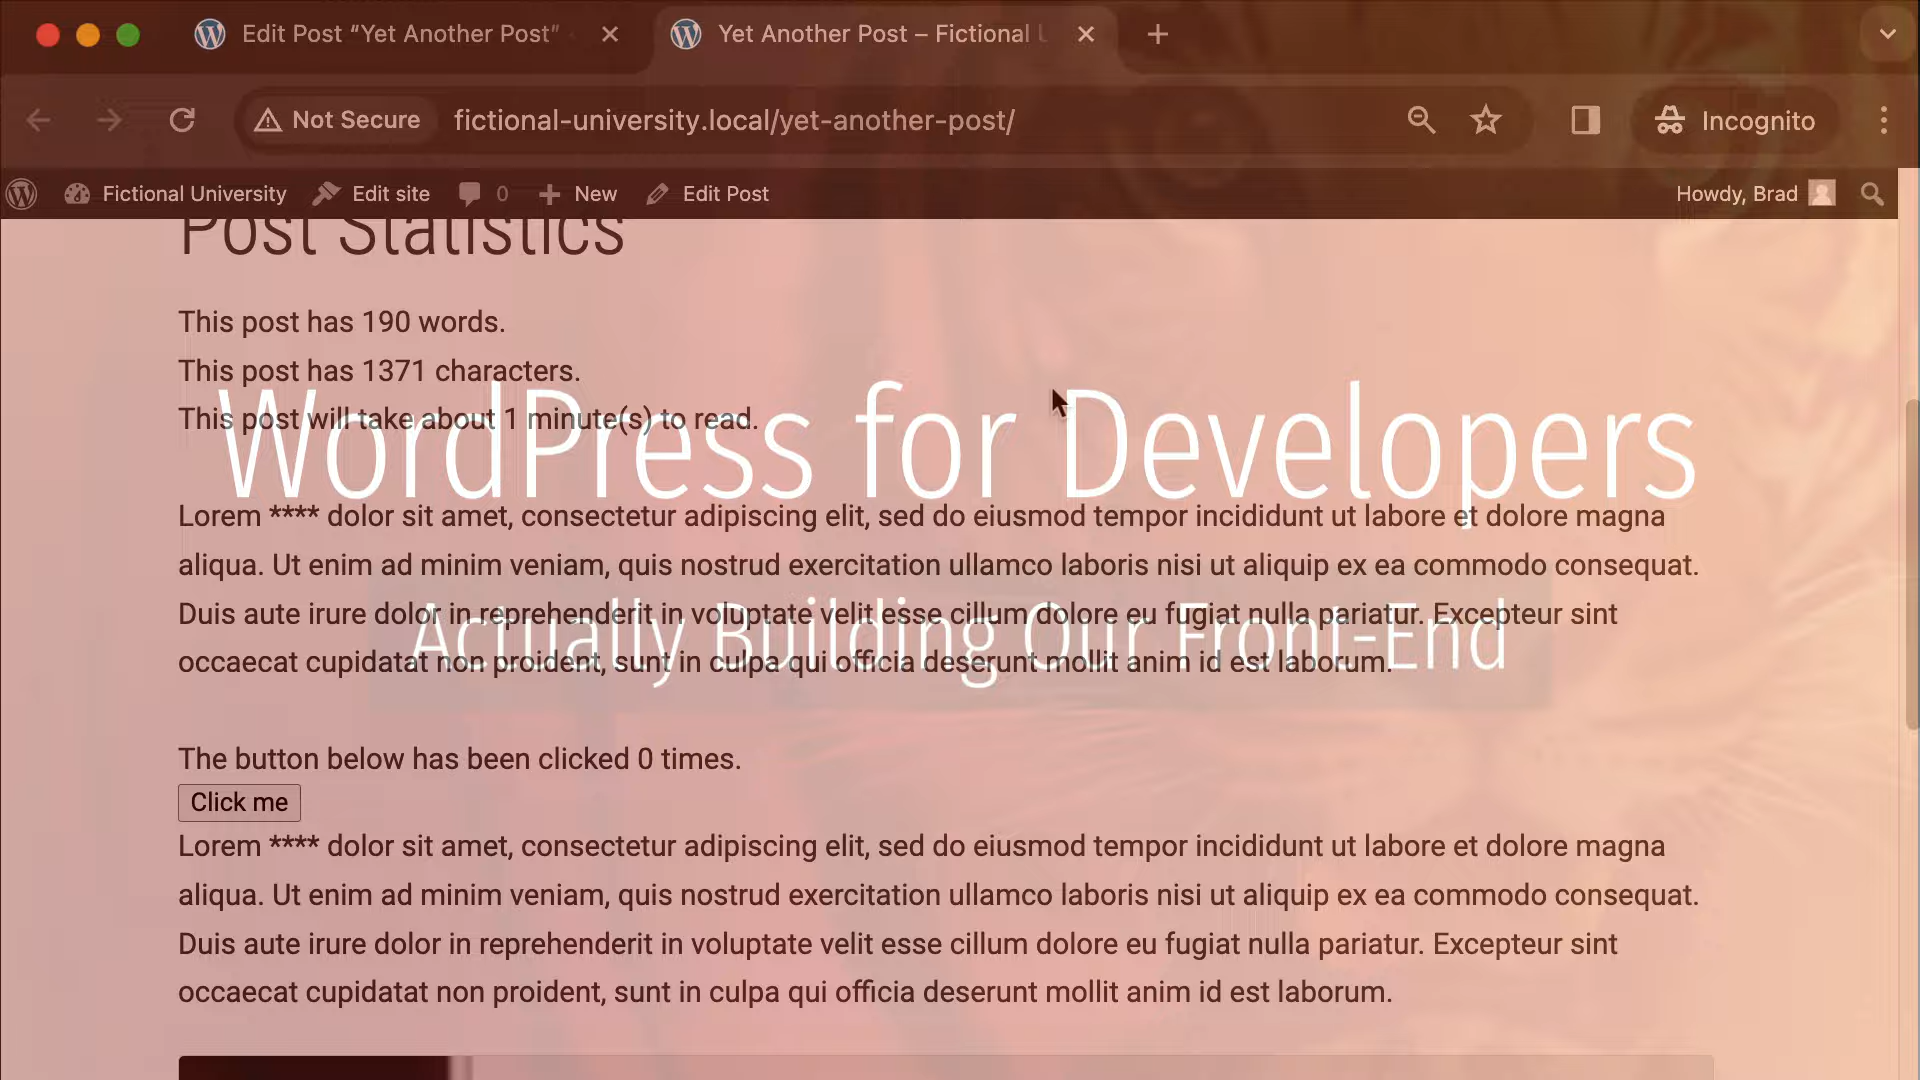 Edit Post “Yet Another Post”
Yet Another Post – Fictional
Not Secure
fictional-university.local/yet-another-post/
Incognito
Fictional University
Edit site
0
New
Edit Post
Howdy, Brad
Post Statistics
This post has 190 words.
This post has 1371 characters.
This post will take about 1 minute(s) to read.
WordPress for Developers
Lorem **** dolor sit amet, consectetur adipiscing elit, sed do eiusmod tempor incididunt ut labore et dolore magna
aliqua. Ut enim ad minim veniam, quis nostrud exercitation ullamco laboris nisi ut aliquip ex ea commodo consequat.
Duis aute irure dolor in reprehenderit in voluptate velit esse cillum dolore eu fugiat nulla pariatur. Excepteur sint
Actually Building Our Front-End
occaecat cupidatat non proident, sunt in culpa qui officia deserunt mollit anim id est laborum.
The button below has been clicked 0 times.
Click me
Lorem **** dolor sit amet, consectetur adipiscing elit, sed do eiusmod tempor incididunt ut labore et dolore magna
aliqua. Ut enim ad minim veniam, quis nostrud exercitation ullamco laboris nisi ut aliquip ex ea commodo consequat.
Duis aute irure dolor in reprehenderit in voluptate velit esse cillum dolore eu fugiat nulla pariatur. Excepteur sint
occaecat cupidatat non proident, sunt in culpa qui officia deserunt mollit anim id est laborum.